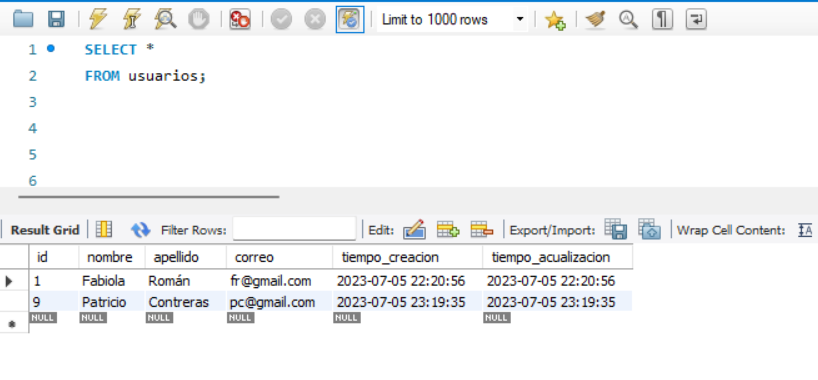 Limit to 1000 rows
1 SELECT *
2 FROM usuarios;
3
4
5
6
Result Grid Filter Rows: Edit: Export/Import: Wrap Cell Content:
id nombre apellido correo tiempo_creacion tiempo_acualizacion
1 Fabiola Román fr@gmail.com 2023-07-05 22:20:56 2023-07-05 22:20:56
9 Patricio Contreras pc@gmail.com 2023-07-05 23:19:35 2023-07-05 23:19:35
NULL NULL NULL NULL NULL NULL